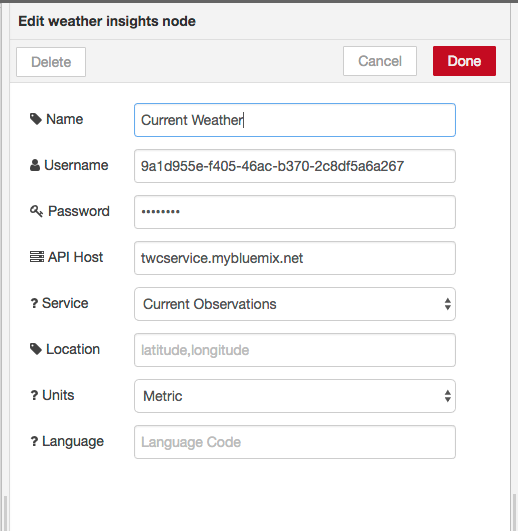 Edit weather insights node
Delete Cancel Done
Name Current Weather
Username 9a1d955e-f405-46ac-b370-2c8df5a6a267
Password ••••••••
API Host twcservice.mybluemix.net
? Service Current Observations
Location latitude,longitude
? Units Metric
? Language Language Code